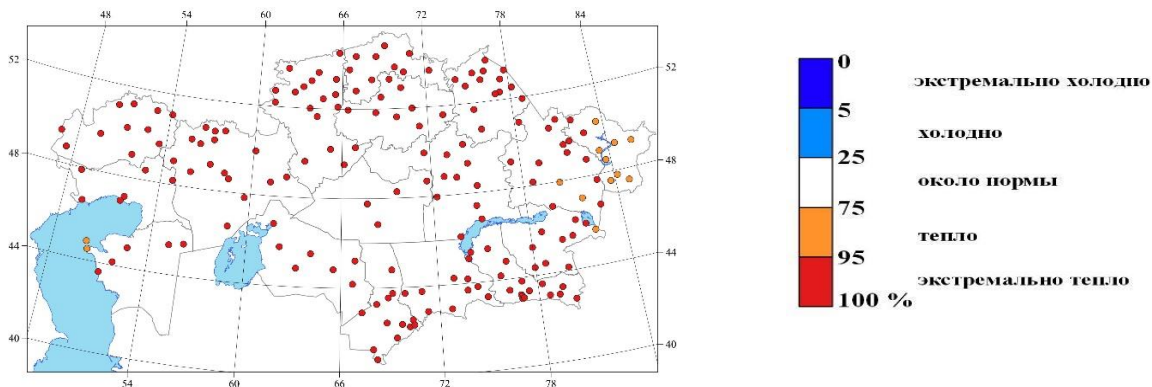 48 54 60 66 72 78 84
52 52
48 48
44 44
40 40
54 60 66 72 78
0
экстремально холодно
5
холодно
25
около нормы
75
тепло
95
экстремально тепло
100 %